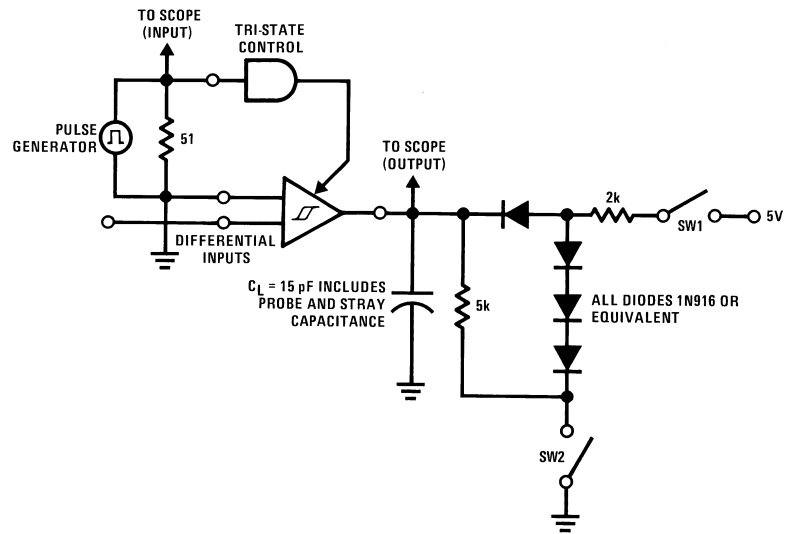 TO SCOPE
(INPUT)
TRI-STATE
CONTROL
PULSE
GENERATOR
51
TO SCOPE
(OUTPUT)
DIFFERENTIAL
INPUTS
2k
SW1
5V
CL = 15 pF INCLUDES
PROBE AND STRAY
CAPACITANCE
5k
ALL DIODES 1N916 OR
EQUIVALENT
SW2